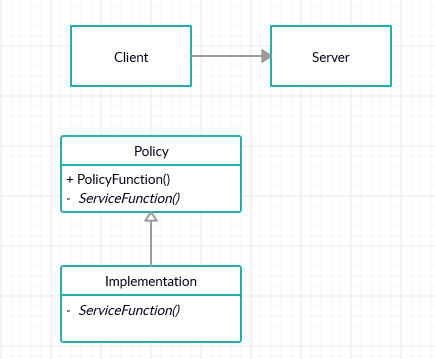 Client
Server
Policy
+ PolicyFunction()
- ServiceFunction()
Implementation
- ServiceFunction()